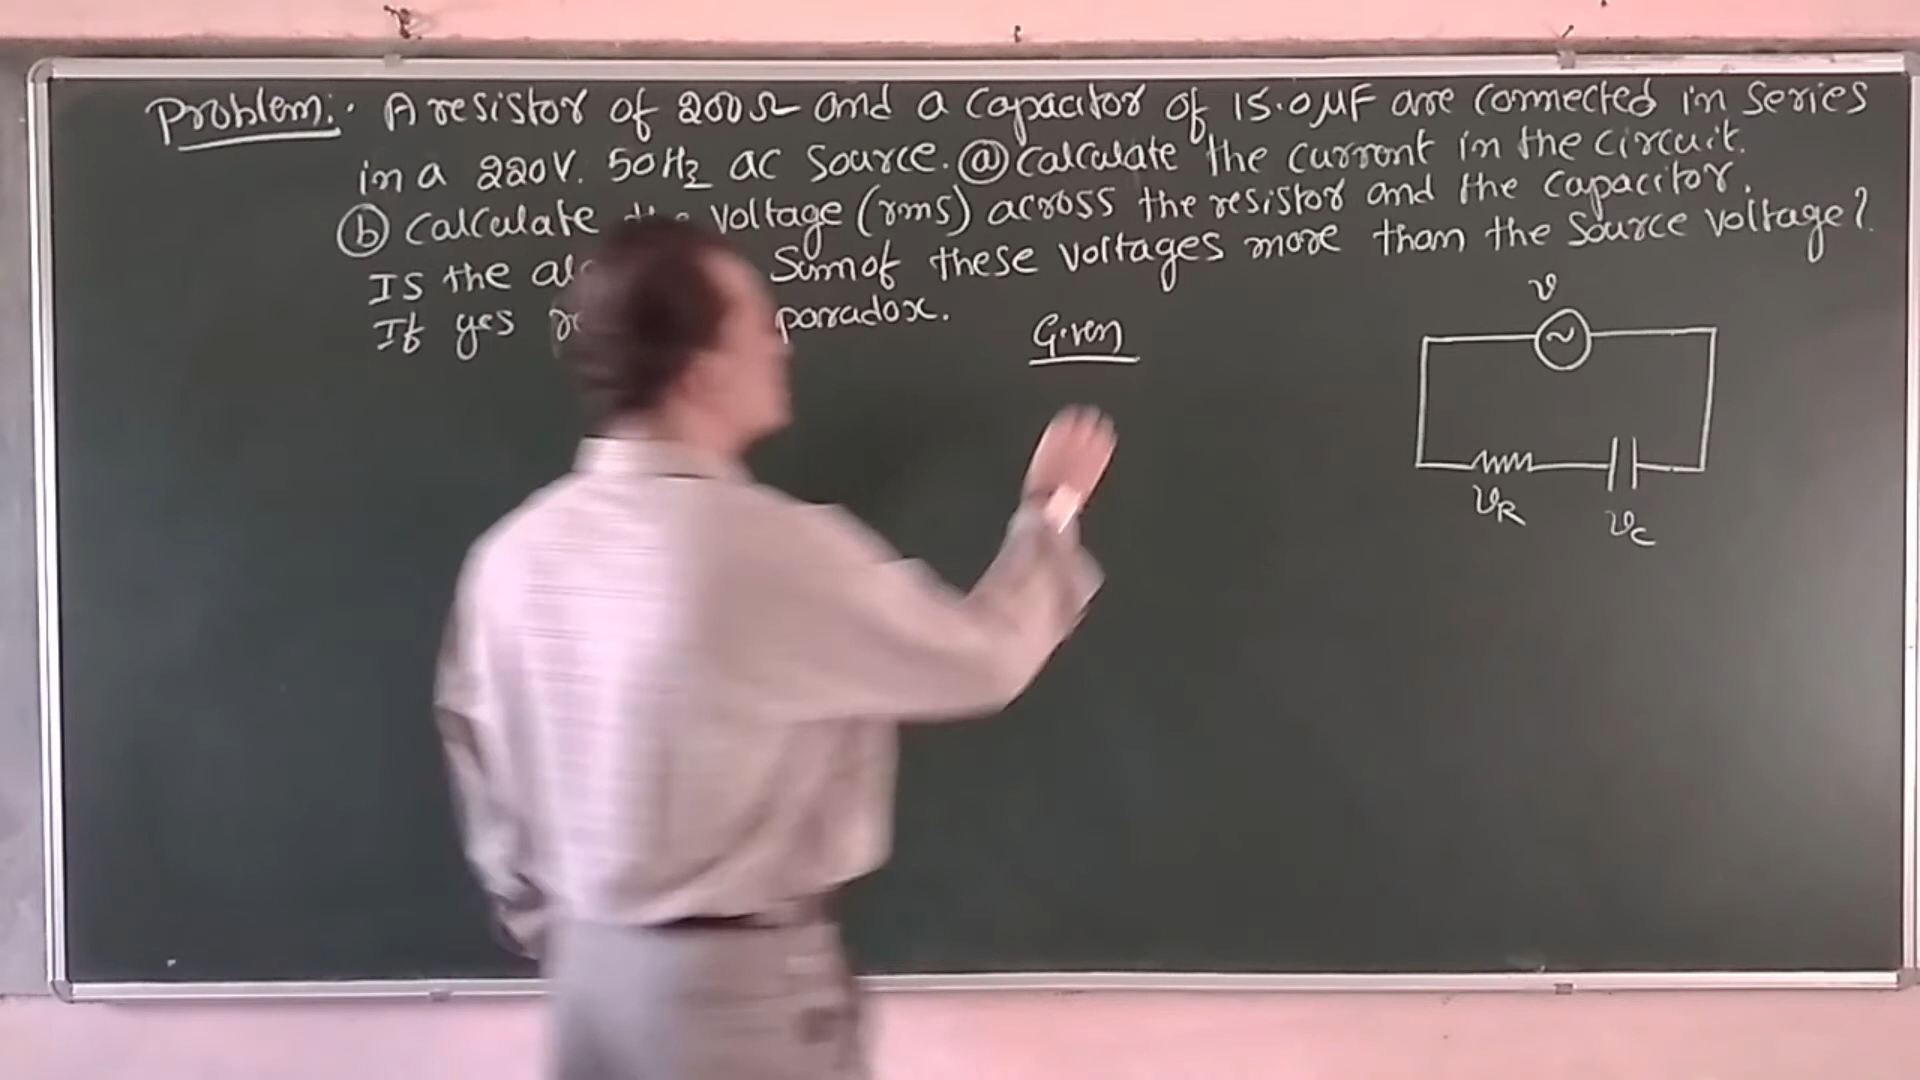 Problem:. A resistor of 200Ω and a Capacitor of 15.0μF are connected in series
in a 220V. 50Hz ac Source. ⓐ Calculate the current in the circuit.
ⓑ Calculate the voltage (rms) across the resistor and the capacitor.
Is the Sum of these voltages more than the Source voltage?
If yes paradox.
Given
v
~
VR
VC